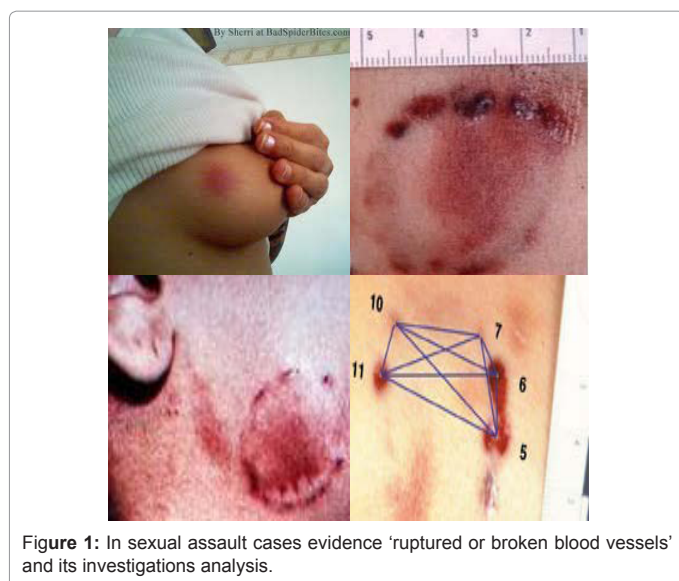 By Sherri at BadSpiderBites.com
5 4 3 2 1
10
7
11
6
5
Figure 1: In sexual assault cases evidence ‘ruptured or broken blood vessels’
and its investigations analysis.